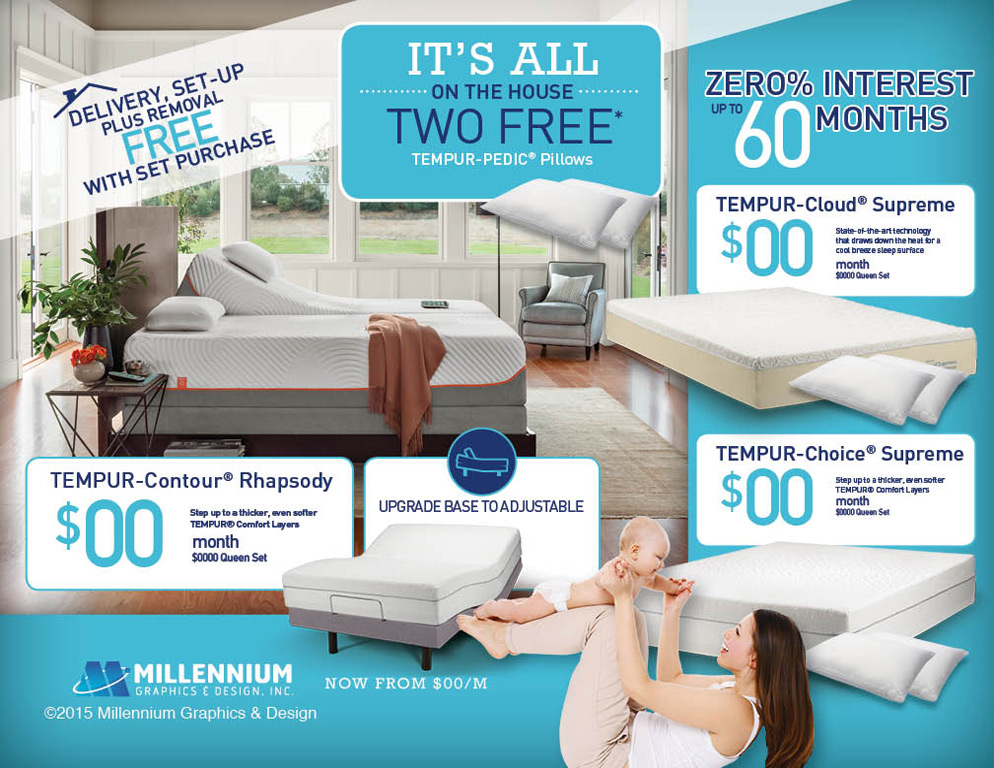 DELIVERY, SET-UP
PLUS REMOVAL
FREE
WITH SET PURCHASE
IT'S ALL
ON THE HOUSE
TWO FREE*
TEMPUR-PEDIC® Pillows
ZERO% INTEREST
UP TO 60 MONTHS
TEMPUR-Cloud® Supreme
$00
State-of-the-art technology
that draws down the heat for a
cool breeze sleep surface
month
$0000 Queen Set
TEMPUR-Contour® Rhapsody
$00
Step up to a thicker, even softer
TEMPUR® Comfort Layers
month
$0000 Queen Set
UPGRADE BASE TO ADJUSTABLE
NOW FROM $00/M
TEMPUR-Choice® Supreme
$00
Step up to a thicker, even softer
TEMPUR® Comfort Layers
month
$0000 Queen Set
MILLENNIUM
GRAPHICS & DESIGN, INC.
©2015 Millennium Graphics & Design